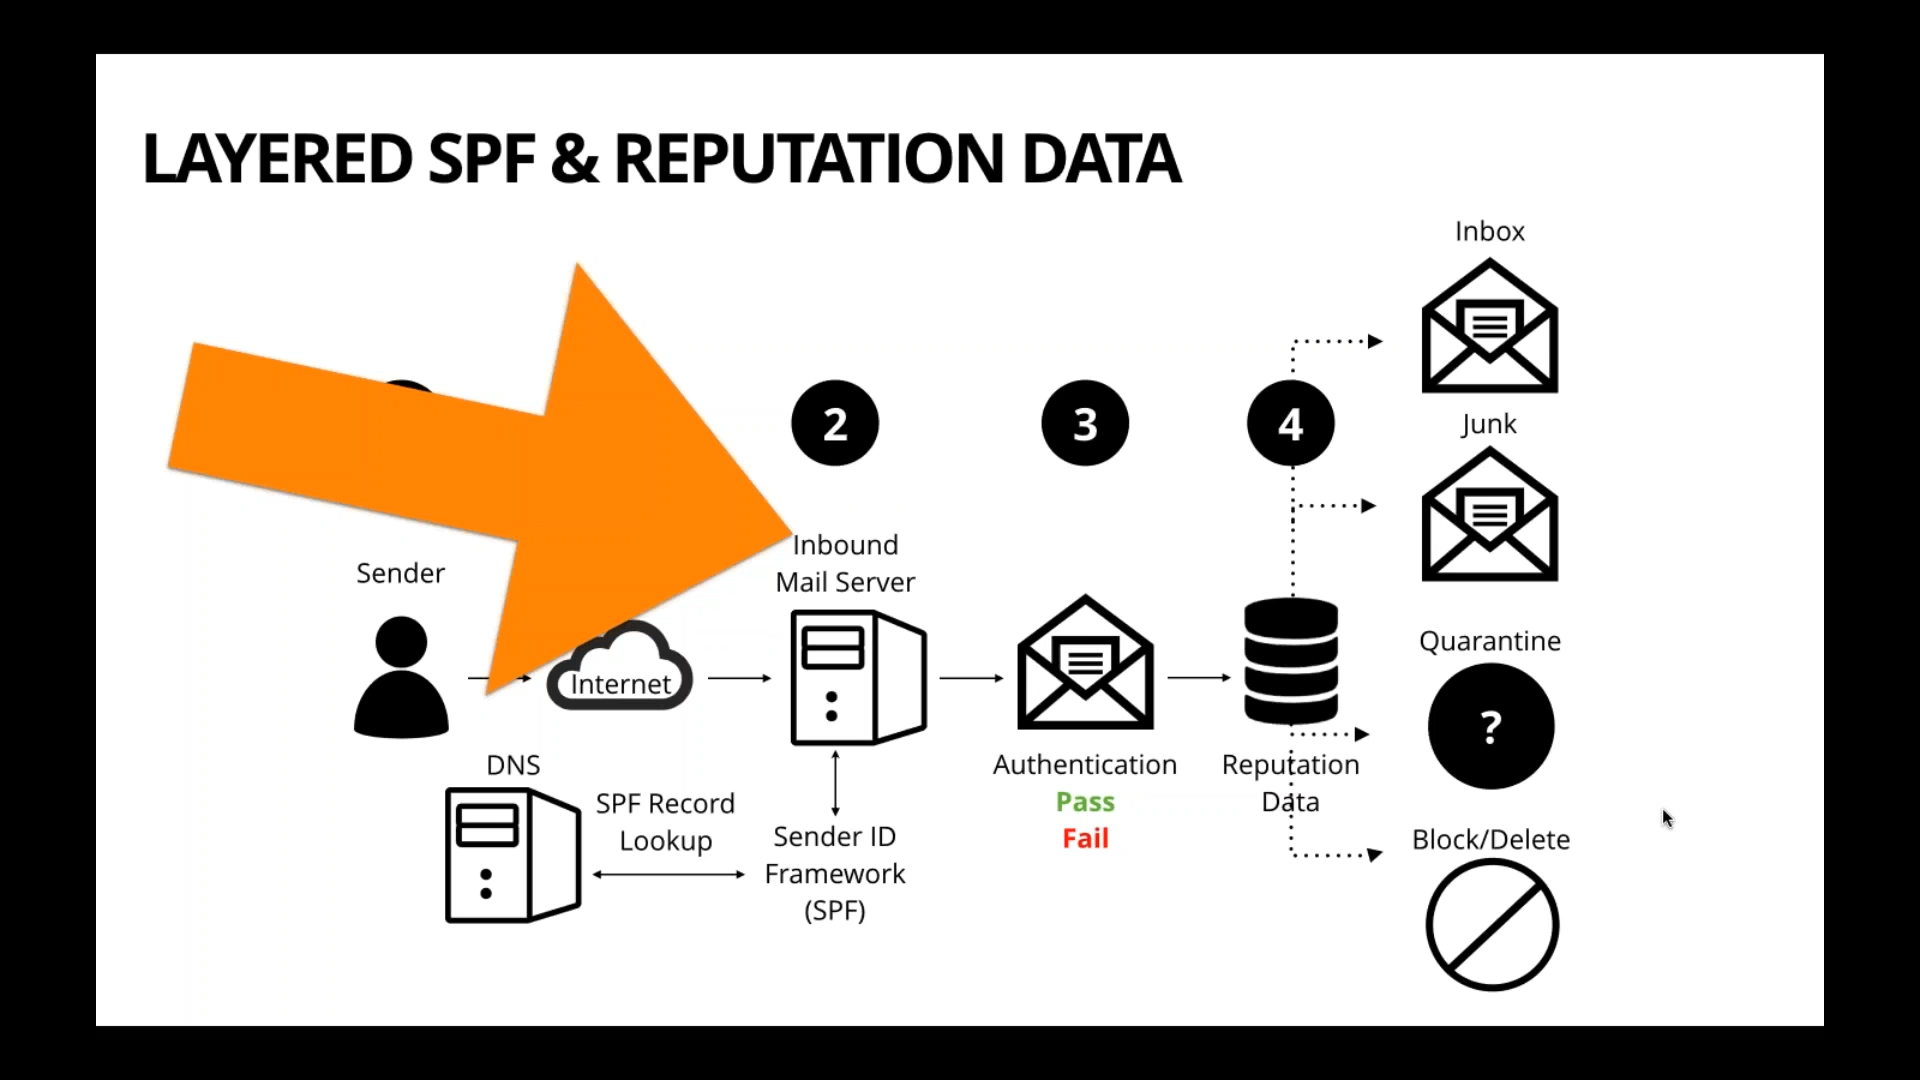 LAYERED SPF & REPUTATION DATA
2
3
4
Sender
Internet
Inbound
Mail Server
Authentication
Pass
Fail
Reputation
Data
DNS
SPF Record
Lookup
Sender ID
Framework
(SPF)
Inbox
Junk
Quarantine
?
Block/Delete